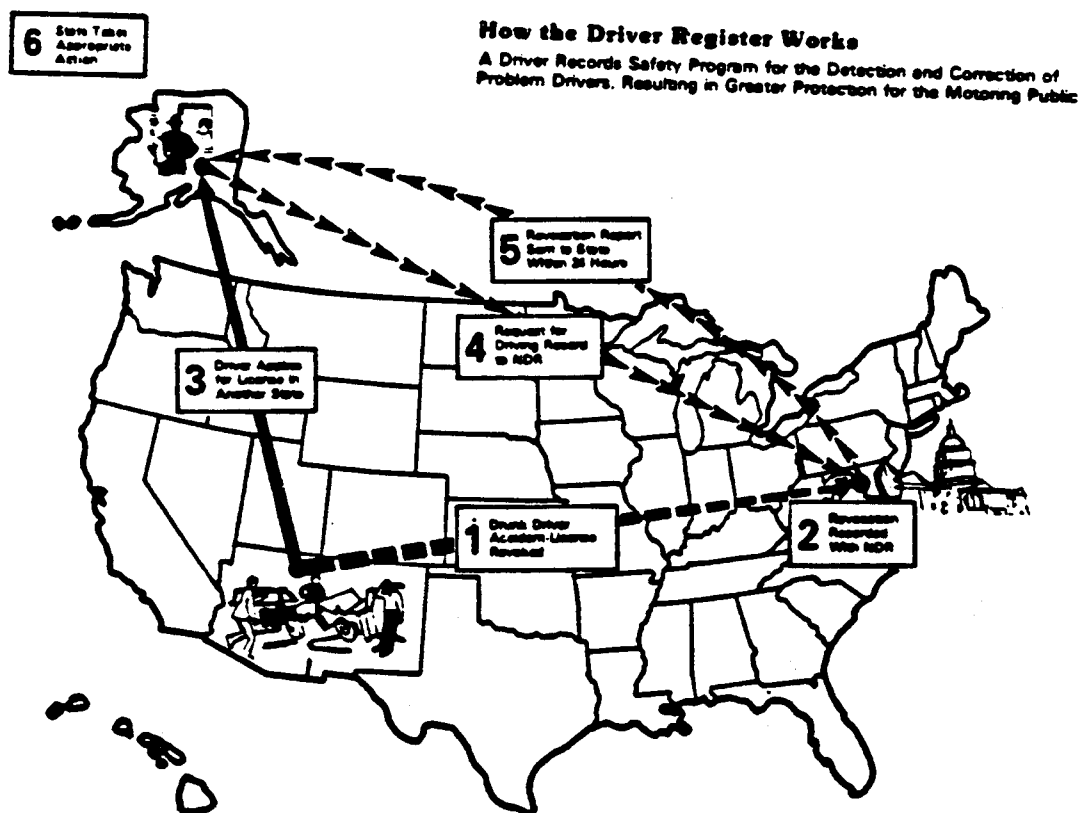 How the Driver Register Works
A Driver Records Safety Program for the Detection and Correction of
Problem Drivers, Resulting in Greater Protection for the Motoring Public
6 State Takes
Appropriate
Action
5 Revocation Report
Sent to State
Within 24 Hours
4 Request for
Driving Record
to NDR
3 Driver Applies
for License in
Another State
1 Drunk Driver
Accident-License
Revoked
2 Revocation
Recorded
With NDR